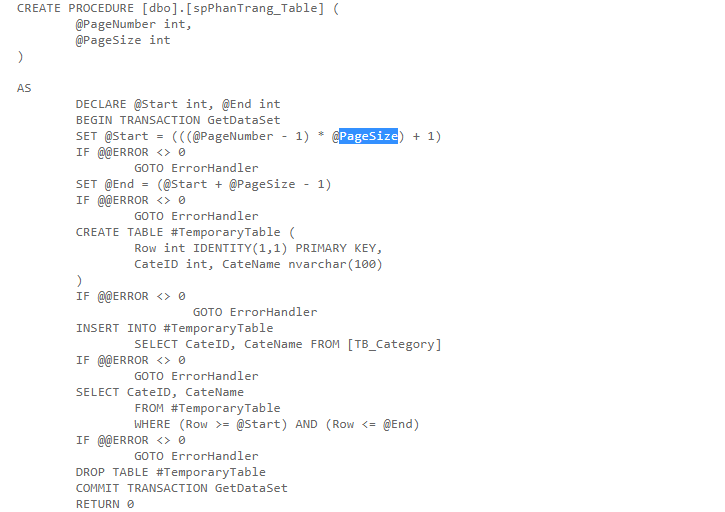 CREATE PROCEDURE [dbo].[spPhanTrang_Table] (
@PageNumber int,
@PageSize int
)
AS
DECLARE @Start int, @End int
BEGIN TRANSACTION GetDataSet
SET @Start = (((@PageNumber - 1) * @PageSize) + 1)
IF @@ERROR <> 0
GOTO ErrorHandler
SET @End = (@Start + @PageSize - 1)
IF @@ERROR <> 0
GOTO ErrorHandler
CREATE TABLE #TemporaryTable (
Row int IDENTITY(1,1) PRIMARY KEY,
CateID int, CateName nvarchar(100)
)
IF @@ERROR <> 0
GOTO ErrorHandler
INSERT INTO #TemporaryTable
SELECT CateID, CateName FROM [TB_Category]
IF @@ERROR <> 0
GOTO ErrorHandler
SELECT CateID, CateName
FROM #TemporaryTable
WHERE (Row >= @Start) AND (Row <= @End)
IF @@ERROR <> 0
GOTO ErrorHandler
DROP TABLE #TemporaryTable
COMMIT TRANSACTION GetDataSet
RETURN 0